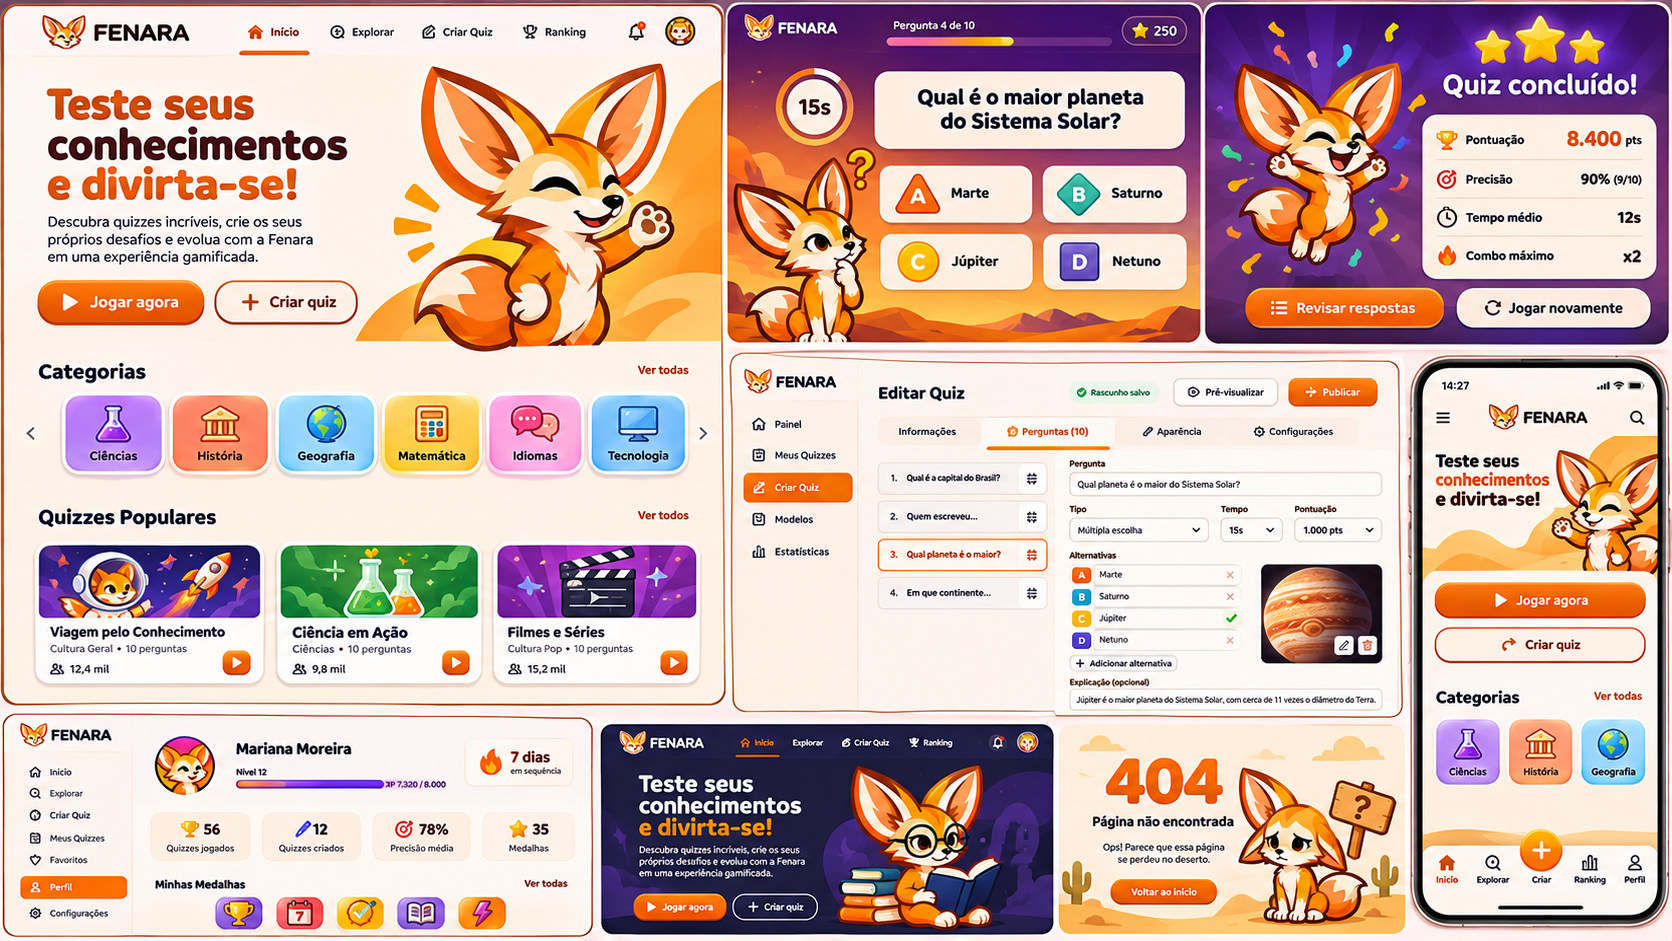 FENARA
Início
Explorar
Criar Quiz
Ranking
Teste seus
conhecimentos
e divirta-se!
Descubra quizzes incríveis, crie os seus
próprios desafios e evolua com a Fenara
em uma experiência gamificada.
Jogar agora
Criar quiz
Categorias
Ver todas
Ciências
História
Geografia
Matemática
Idiomas
Tecnologia
Quizzes Populares
Ver todos
Viagem pelo Conhecimento
Cultura Geral • 10 perguntas
12,4 mil
Ciência em Ação
Ciências • 10 perguntas
9,8 mil
Filmes e Séries
Cultura Pop • 10 perguntas
15,2 mil
FENARA
Pergunta 4 de 10
250
15s
Qual é o maior planeta
do Sistema Solar?
?
A Marte
B Saturno
C Júpiter
D Netuno
Quiz concluído!
Pontuação 8.400 pts
Precisão 90% (9/10)
Tempo médio 12s
Combo máximo x2
Revisar respostas
Jogar novamente
FENARA
Painel
Meus Quizzes
Criar Quiz
Modelos
Estatísticas
Editar Quiz
Rascunho salvo
Pré-visualizar
Publicar
Informações
Perguntas (10)
Aparência
Configurações
1. Qual é a capital do Brasil?
2. Quem escreveu...
3. Qual planeta é o maior?
4. Em que continente...
Pergunta
Qual planeta é o maior do Sistema Solar?
Tipo
Tempo
Pontuação
Múltipla escolha
15s
1.000 pts
Alternativas
A Marte
B Saturno
C Júpiter
D Netuno
+ Adicionar alternativa
Explicação (opcional)
Júpiter é o maior planeta do Sistema Solar, com cerca de 11 vezes o diâmetro da Terra.
14:27
FENARA
Teste seus
conhecimentos
e divirta-se!
Jogar agora
Criar quiz
Categorias
Ver todas
Ciências
História
Geografia
Inicio
Explorar
Criar
Ranking
Perfil
FENARA
Inicio
Explorar
Criar Quiz
Meus Quizzes
Favoritos
Perfil
Configurações
Mariana Moreira
Nivel 12
XP 7,320 / 8.000
7 dias
em sequência
56
Quizzes jogados
12
Quizzes criados
78%
Precisão média
35
Medalhas
Minhas Medalhas
Ver todas
7
FENARA
Inicio
Explorar
Criar Quiz
Ranking
Teste seus
conhecimentos
e divirta-se!
Descubra quizzes incríveis, crie os seus
próprios desafios e evolua com a Fenara
em uma experiência gamificada.
Jogar agora
Criar quiz
404
Página não encontrada
Ops! Parece que essa página
se perdeu no deserto.
Voltar ao início
?